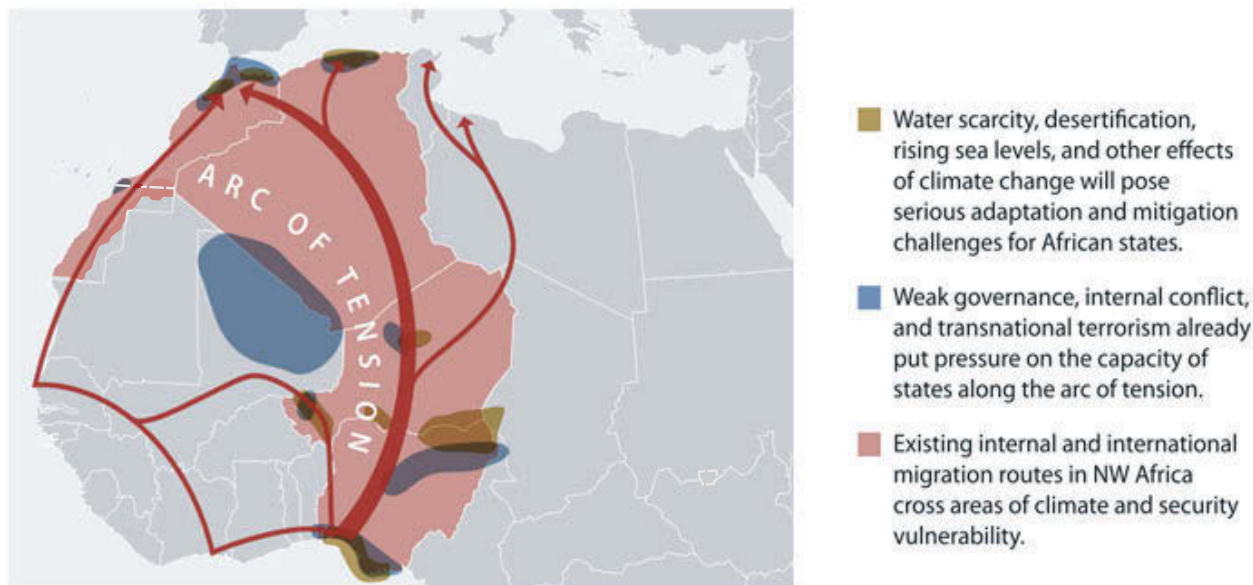 ARC OF TENSION
Water scarcity, desertification,
rising sea levels, and other effects
of climate change will pose
serious adaptation and mitigation
challenges for African states.
Weak governance, internal conflict,
and transnational terrorism already
put pressure on the capacity of
states along the arc of tension.
Existing internal and international
migration routes in NW Africa
cross areas of climate and security
vulnerability.